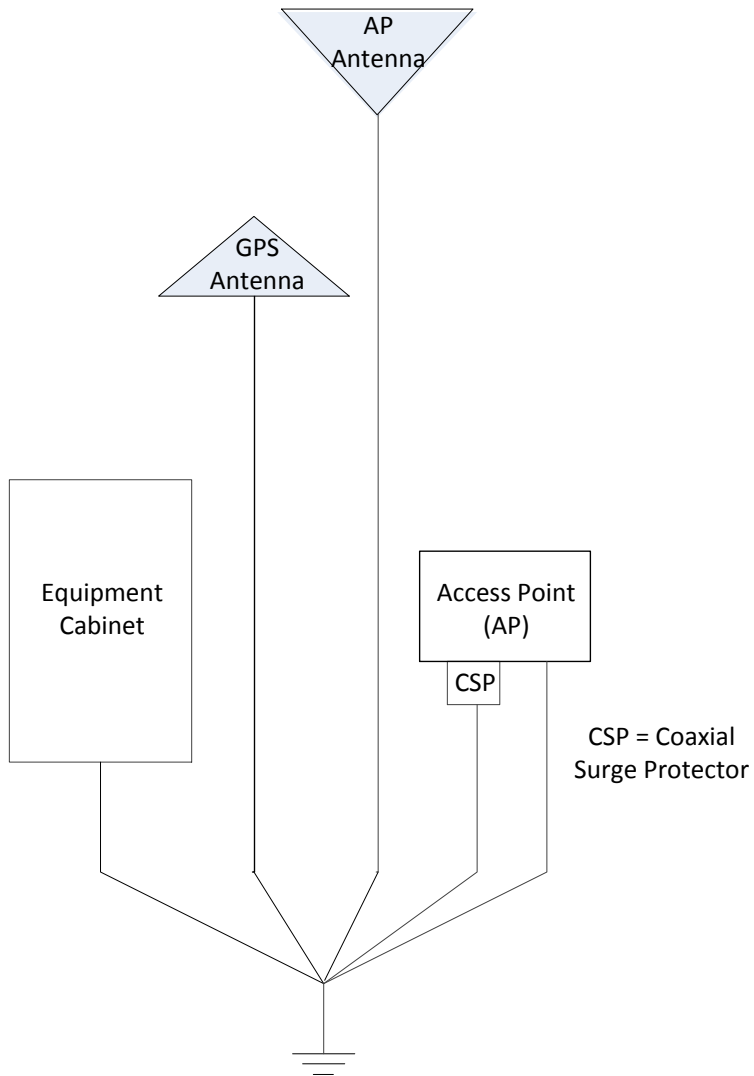 AP
Antenna
GPS
Antenna
Equipment
Cabinet
Access Point
(AP)
CSP
CSP = Coaxial
Surge Protector